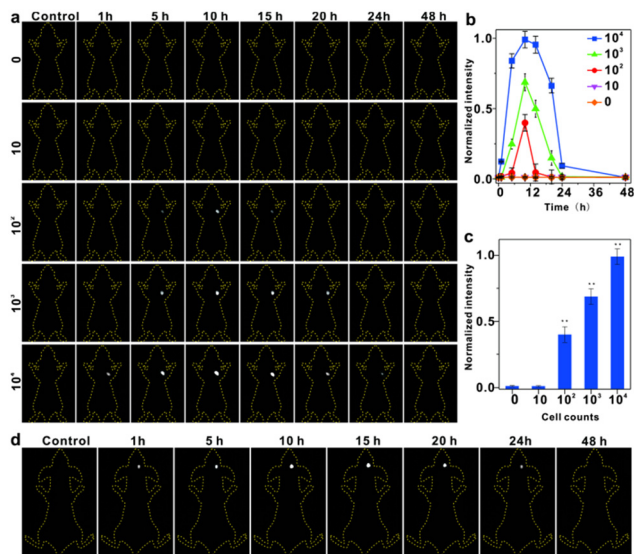 a
Control 1h 5 h 10 h 15 h 20 h 24h 48 h
0
10
10²
10³
10⁴
b
Normalized intensity
1.0
0.5
0.0
0 6 12 18 24 36 48
Time (h)
10⁴
10³
10²
10
0
c
Normalized intensity
1.0
0.5
0.0
**
**
**
0 10 10² 10³ 10⁴
Cell counts
d
Control 1h 5 h 10 h 15 h 20 h 24h 48 h